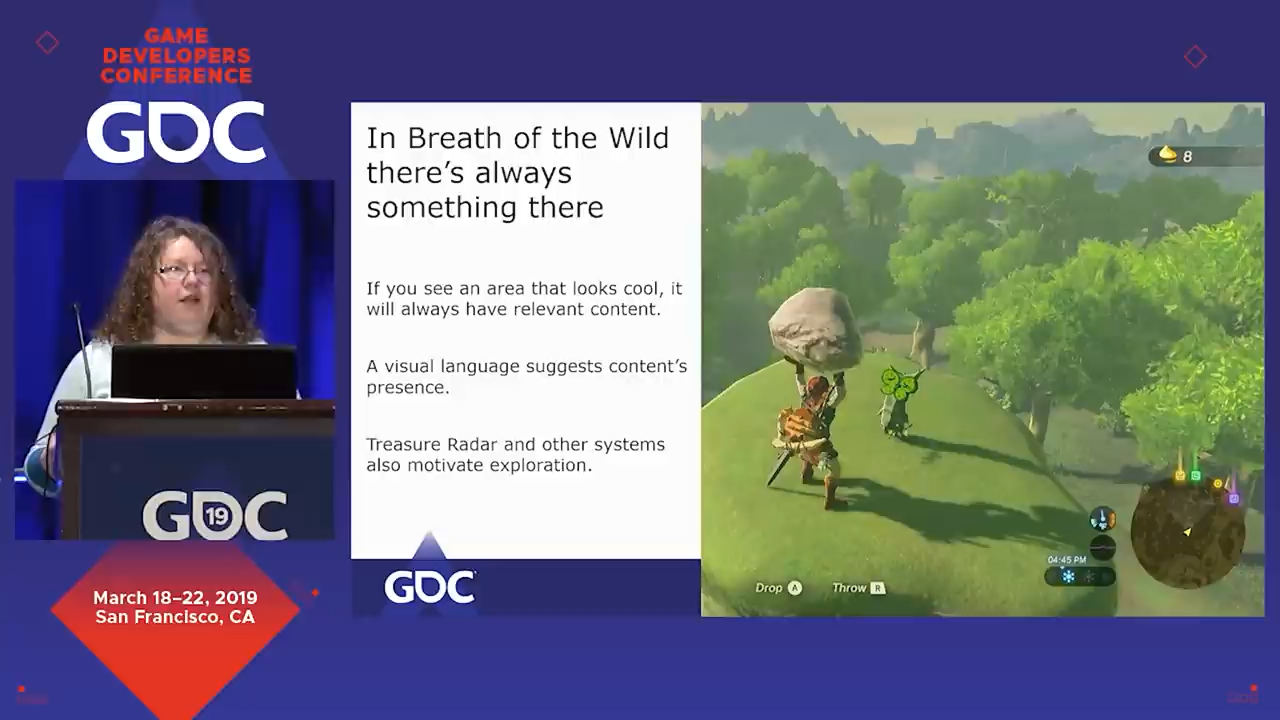 GAME
DEVELOPERS
CONFERENCE
GDC
GDC 19
March 18–22, 2019
San Francisco, CA
In Breath of the Wild
there’s always
something there
If you see an area that looks cool, it
will always have relevant content.
A visual language suggests content’s
presence.
Treasure Radar and other systems
also motivate exploration.
GDC
8
04:45 PM
Drop A
Throw R